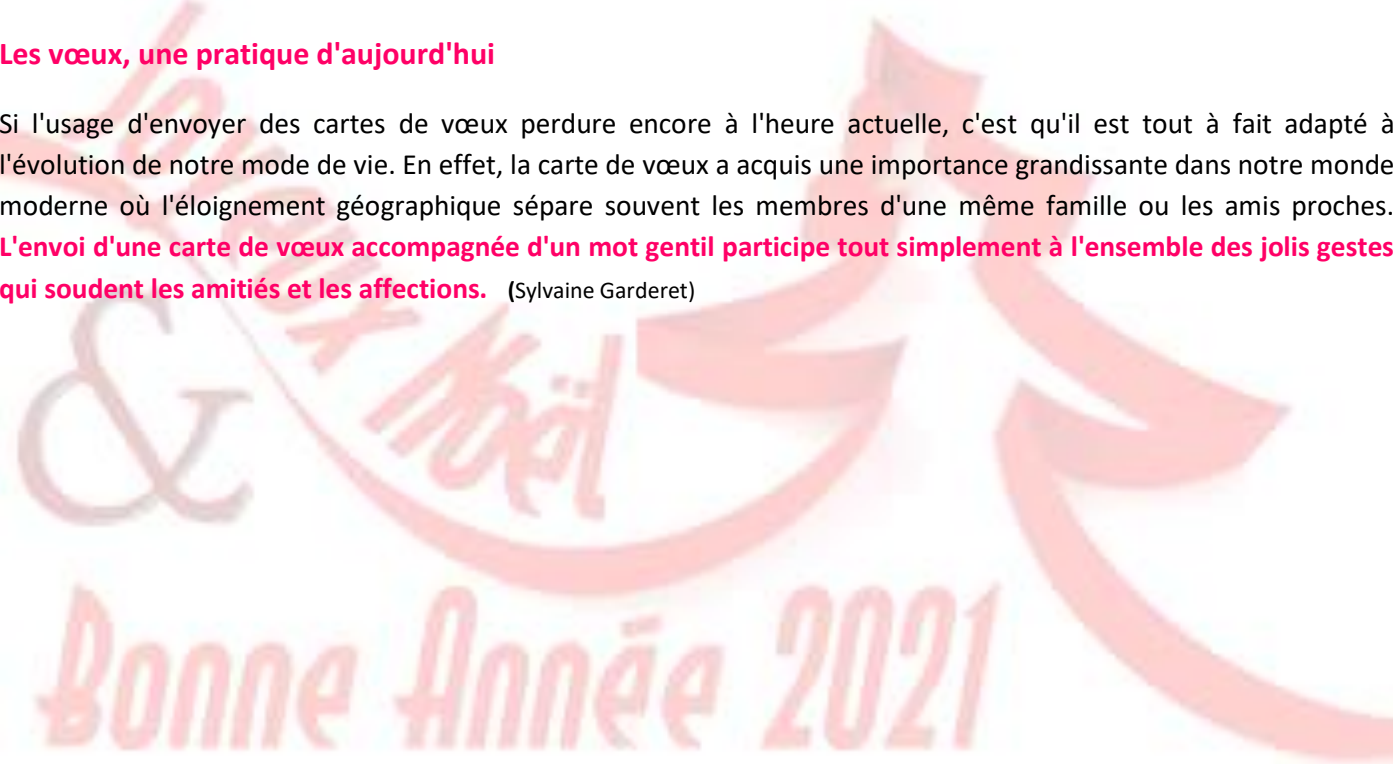 Les vœux, une pratique d'aujourd'hui
Si l'usage d'envoyer des cartes de vœux perdure encore à l'heure actuelle, c'est qu'il est tout à fait adapté à
l'évolution de notre mode de vie. En effet, la carte de vœux a acquis une importance grandissante dans notre monde
moderne où l'éloignement géographique sépare souvent les membres d'une même famille ou les amis proches.
L'envoi d'une carte de vœux accompagnée d'un mot gentil participe tout simplement à l'ensemble des jolis gestes
qui soudent les amitiés et les affections. (Sylvaine Garderet)
Joyeux Noël
&
Bonne Année 2021